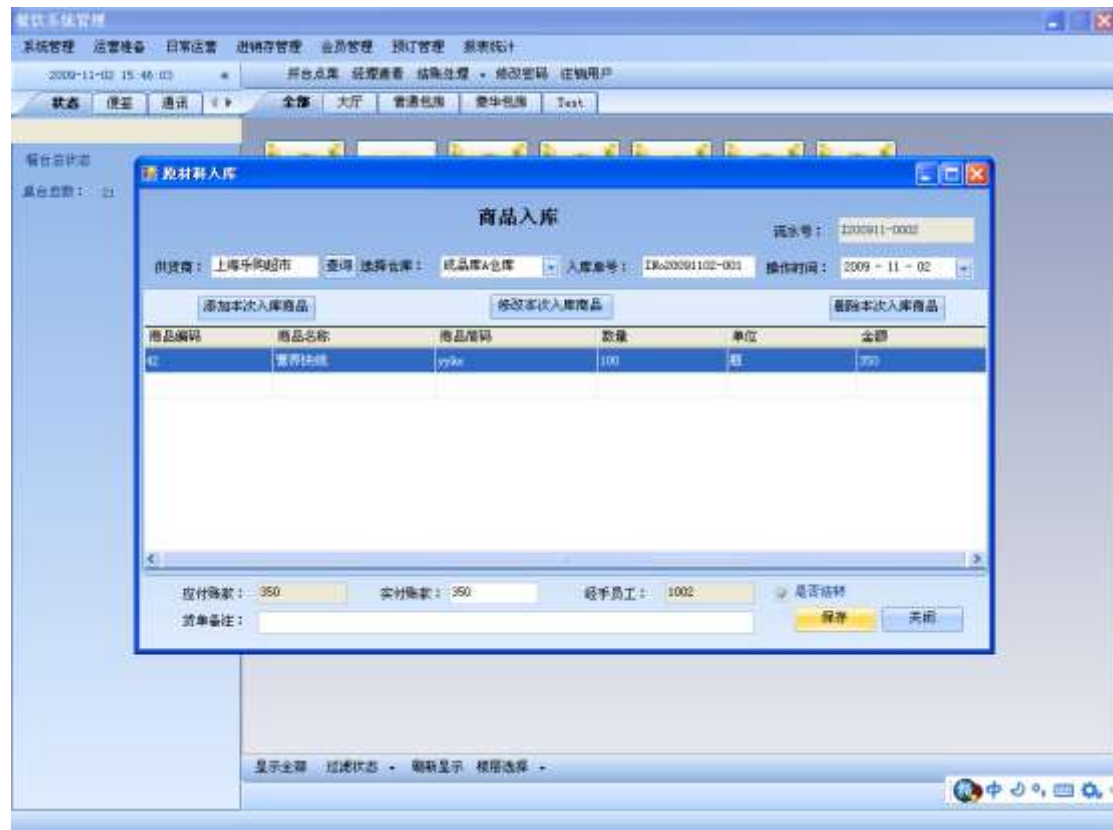 餐饮系统管理
系统管理 运营维备 日常运营 进销存管理 会员管理 预订管理 报表统计
2009-11-02 15:46:03 « 开台点菜 经理查看 结账处理 修改密码 注销用户
状态 便签 通讯 全部 大厅 普通包房 豪华包房 Test
餐台总状态
桌台总数: 21
原材料入库
商品入库
流水号: I200911-0002
供货商: 上海乐购超市 查询 选择仓库: 成品库A仓库 入库单号: INo20091102-001 操作时间: 2009 - 11 - 02
添加本次入库商品 修改本次入库商品 删除本次入库商品
商品编码 商品名称 商品简码 数量 单位 金额
42 营养快线 yykx 100 瓶 350
应付账款: 350 实付账款: 350 经手员工: 1002 是否结转
货单备注: 保存 关闭
显示全部 过滤状态 刷新显示 楼层选择
中